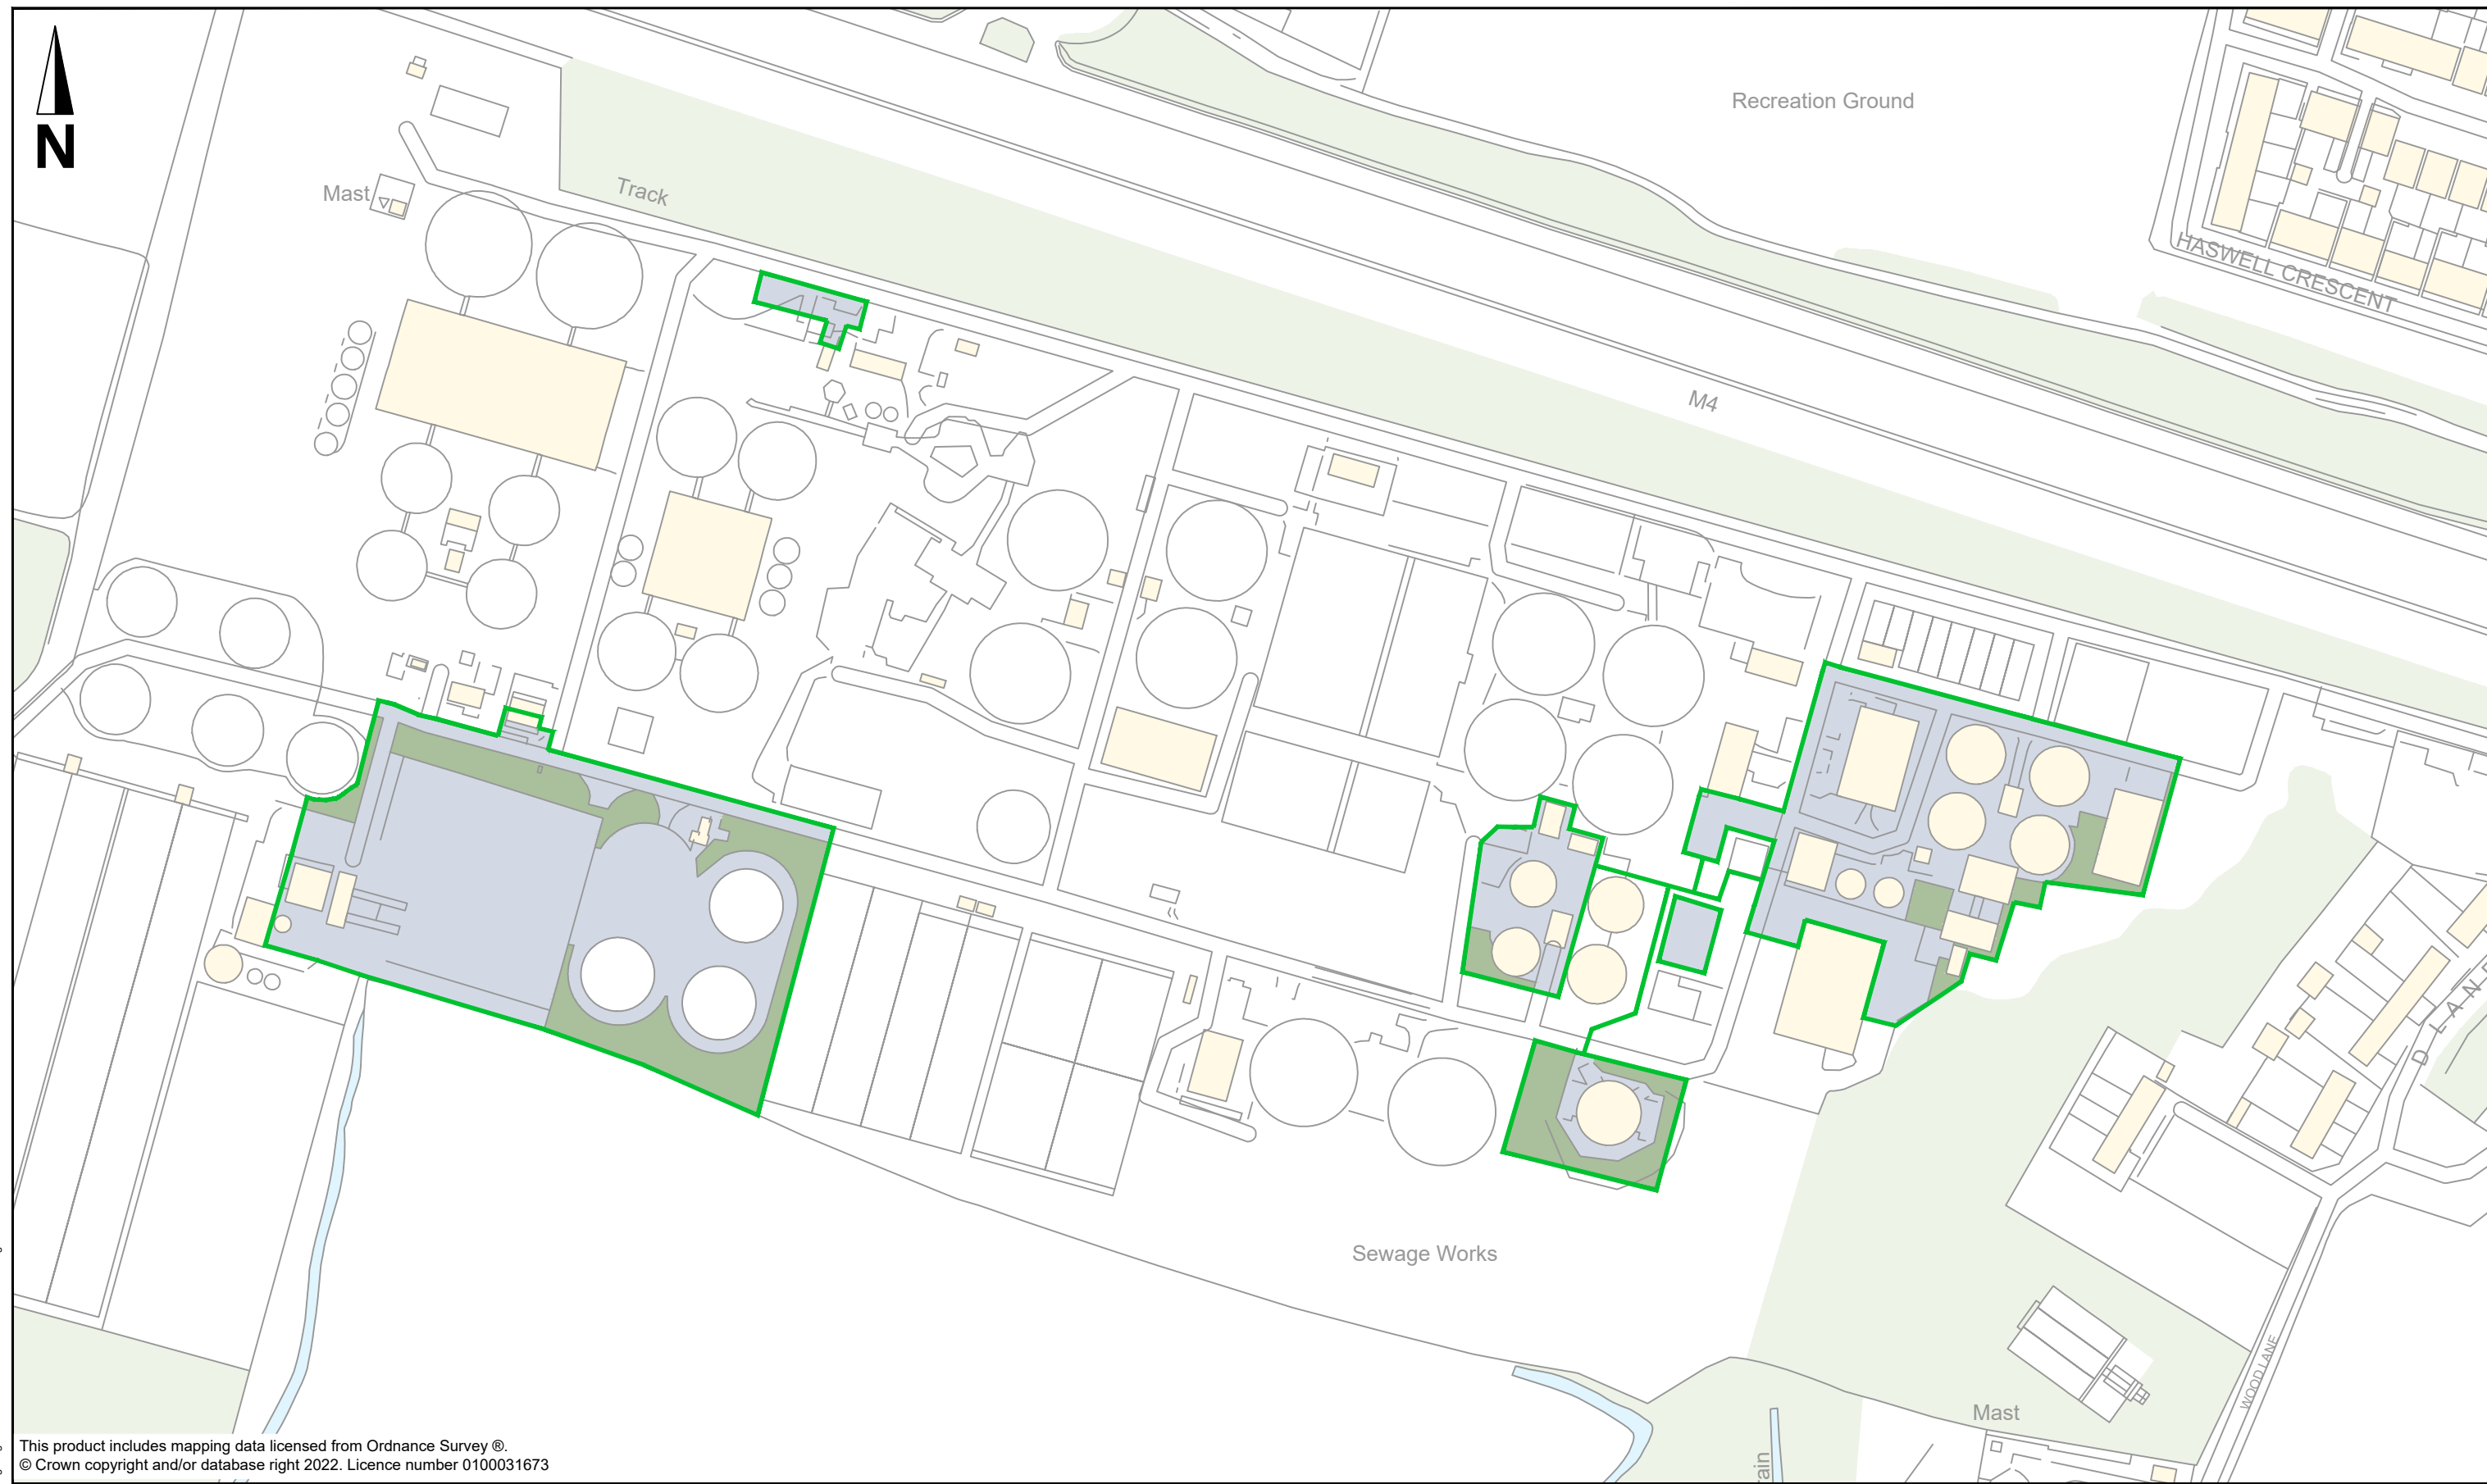 N
Recreation Ground
Mast
Track
HASWELL CRESCENT
M4
Sewage Works
WOOD LANE
Mast
This product includes mapping data licensed from Ordnance Survey ®.
© Crown copyright and/or database right 2022. Licence number 0100031673